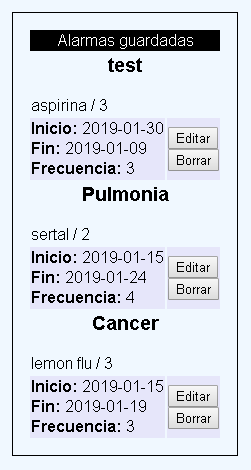 Alarmas guardadas
test
aspirina / 3
Inicio: 2019-01-30
Fin: 2019-01-09
Frecuencia: 3
Editar
Borrar
Pulmonia
sertal / 2
Inicio: 2019-01-15
Fin: 2019-01-24
Frecuencia: 4
Editar
Borrar
Cancer
lemon flu / 3
Inicio: 2019-01-15
Fin: 2019-01-19
Frecuencia: 3
Editar
Borrar